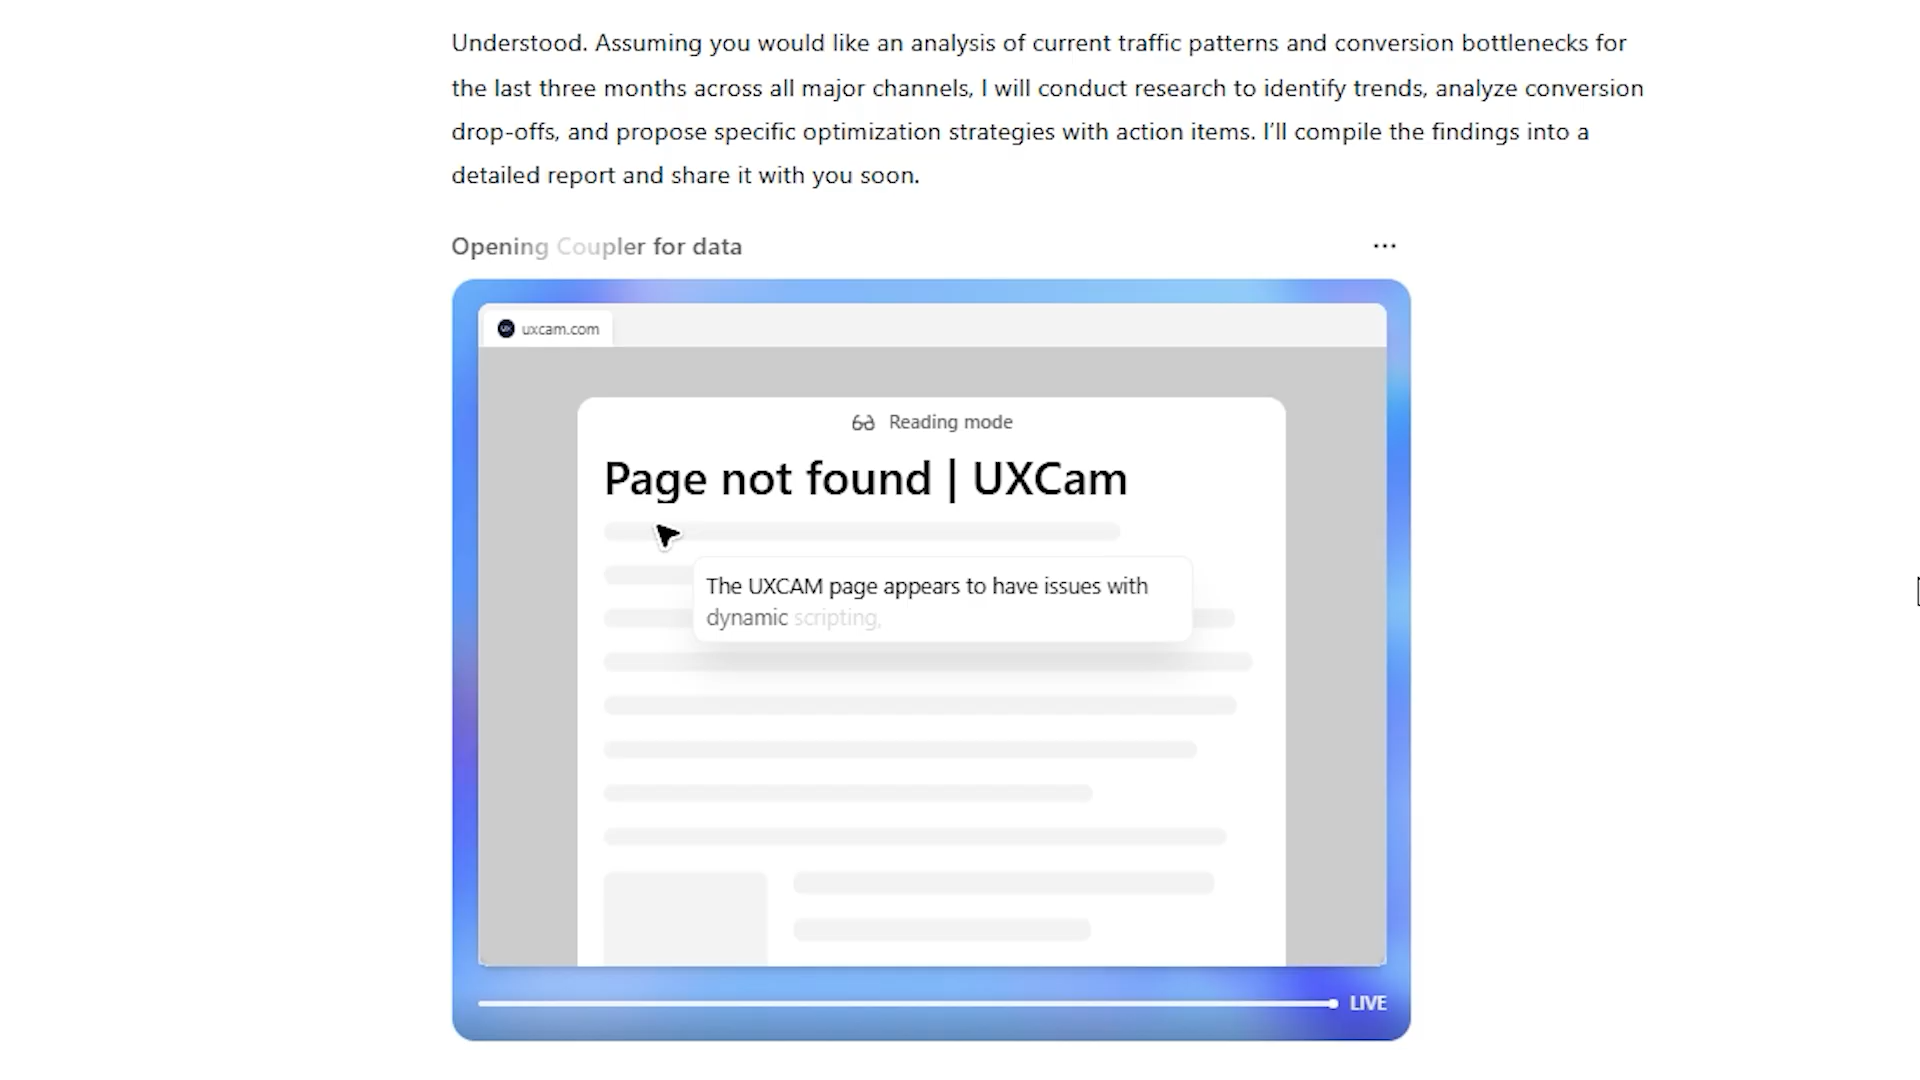 Understood. Assuming you would like an analysis of current traffic patterns and conversion bottlenecks for
the last three months across all major channels, I will conduct research to identify trends, analyze conversion
drop-offs, and propose specific optimization strategies with action items. I’ll compile the findings into a
detailed report and share it with you soon.
Opening Coupler for data
uxcam.com
Reading mode
Page not found | UXCam
The UXCAM page appears to have issues with
dynamic scripting,
LIVE